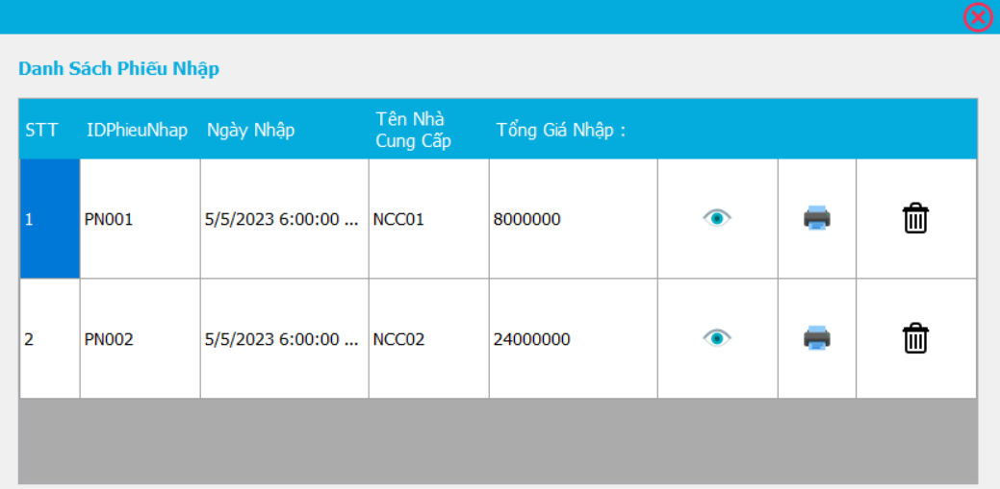 Danh Sách Phiếu Nhập
STT IDPhieuNhap Ngày Nhập Tên Nhà Cung Cấp Tổng Giá Nhập :
1 PN001 5/5/2023 6:00:00 ... NCC01 8000000
2 PN002 5/5/2023 6:00:00 ... NCC02 24000000